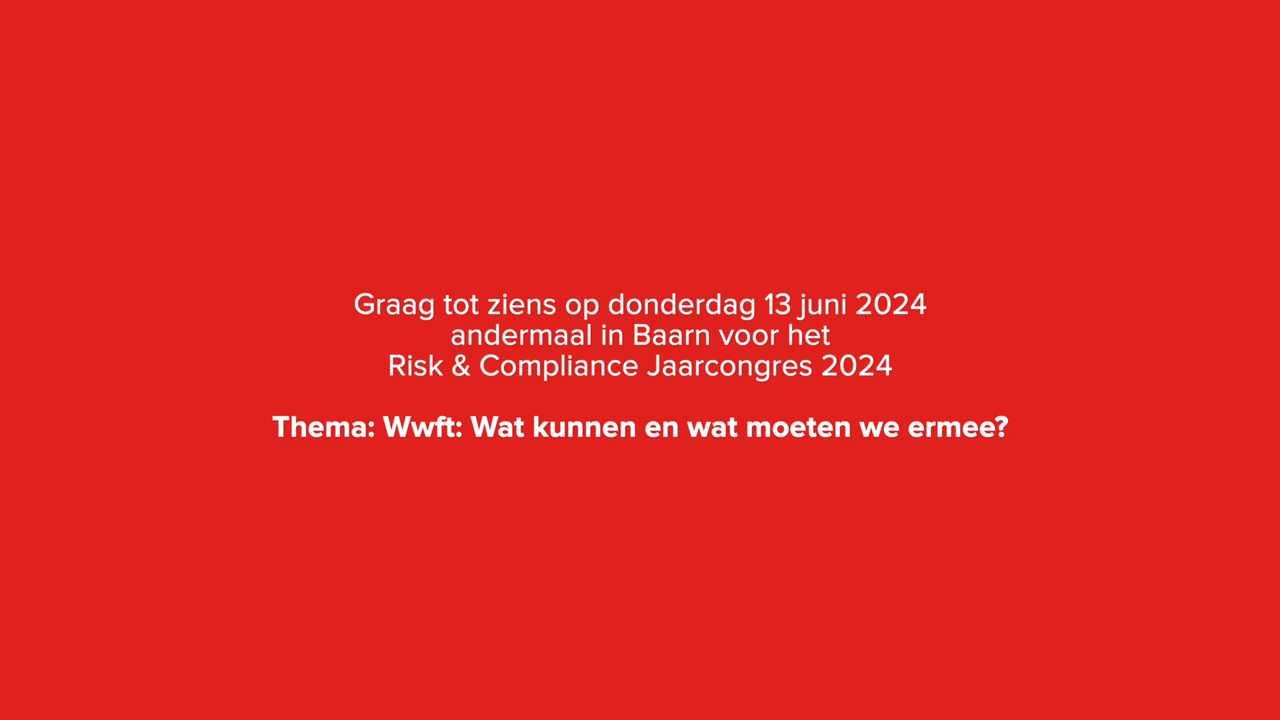 Graag tot ziens op donderdag 13 juni 2024
andermaal in Baarn voor het
Risk & Compliance Jaarcongres 2024
Thema: Wwft: Wat kunnen en wat moeten we ermee?